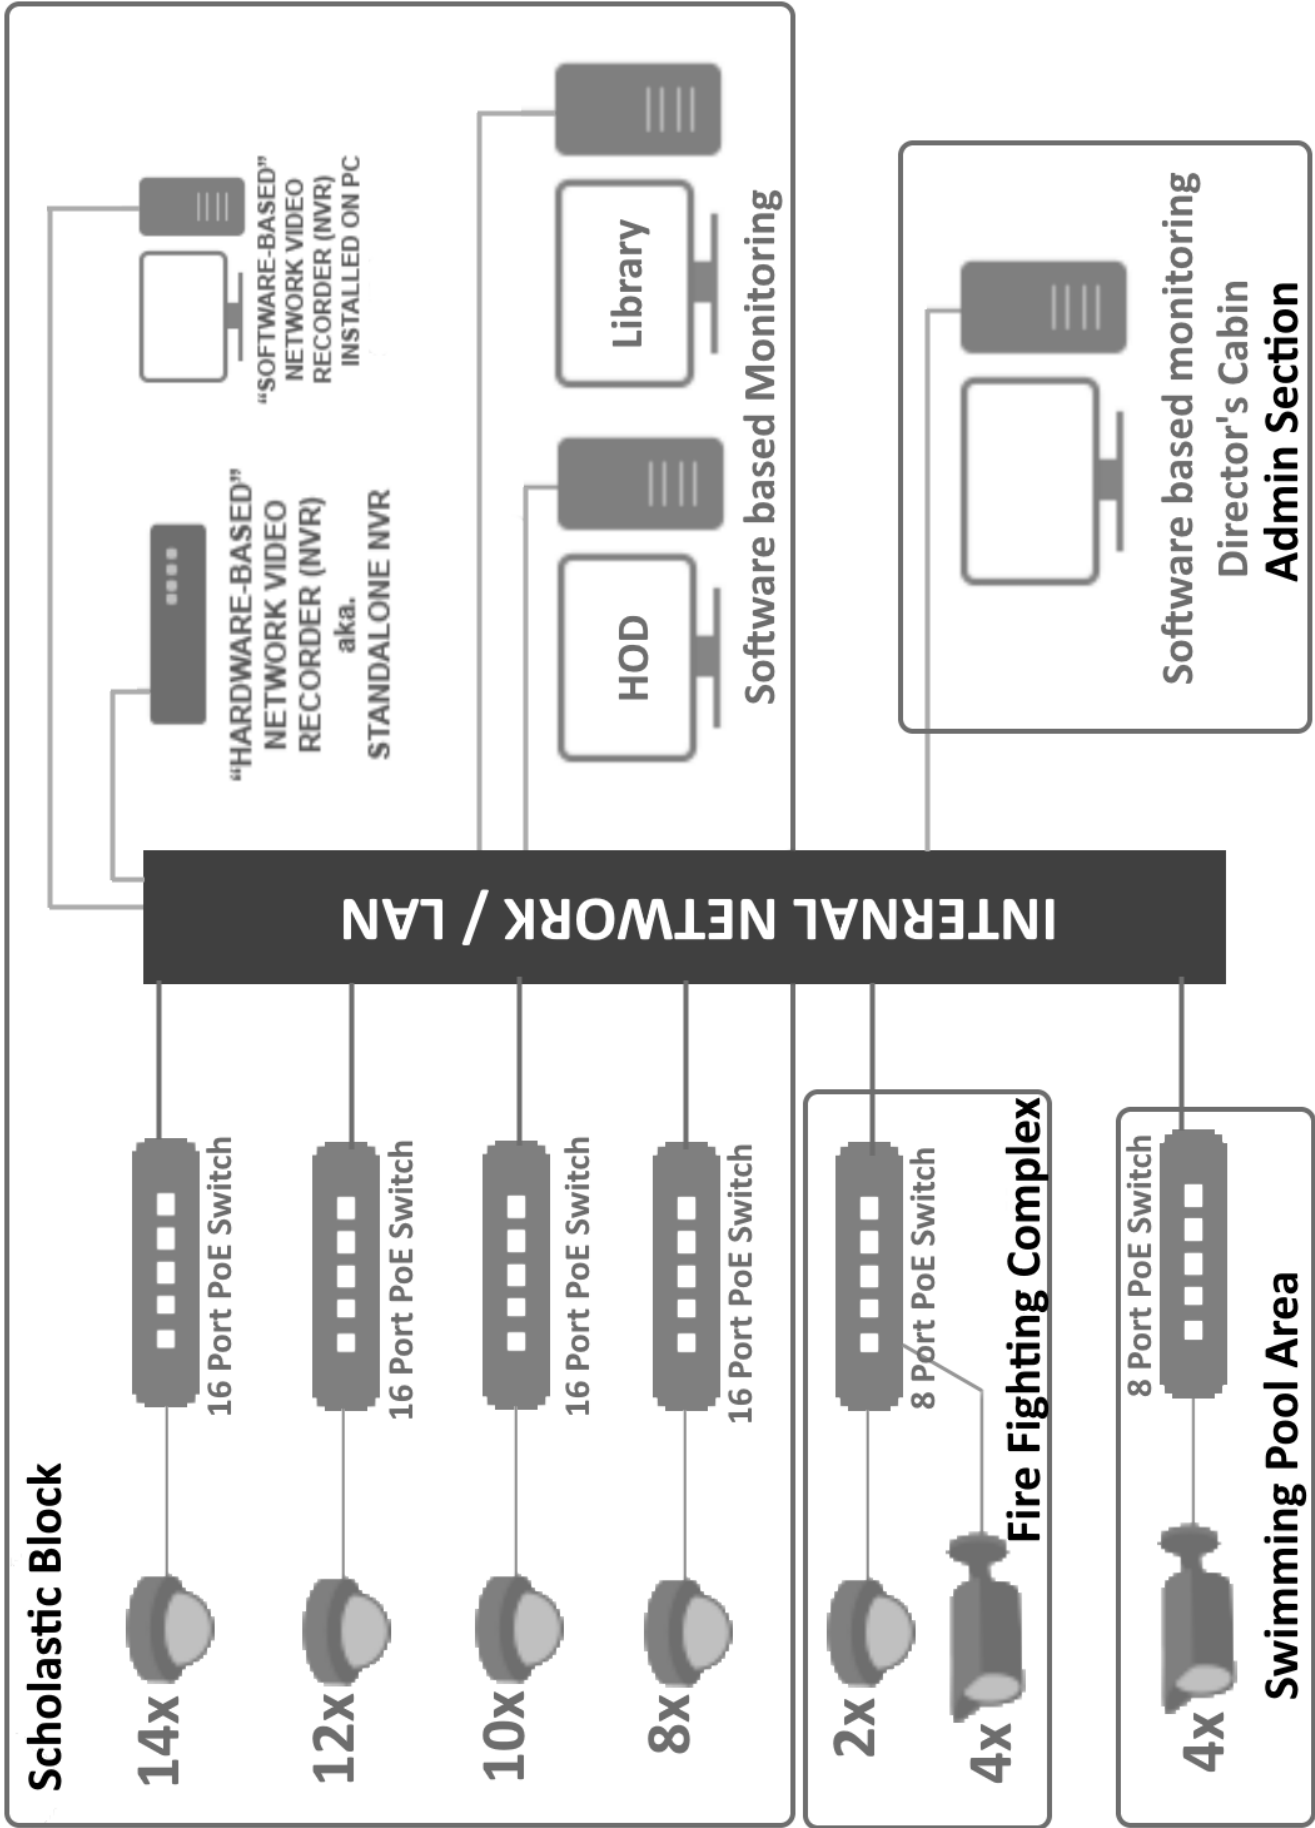 Scholastic Block
14x
16 Port PoE Switch
12x
16 Port PoE Switch
10x
16 Port PoE Switch
8x
16 Port PoE Switch
2x
4x
8 Port PoE Switch
Fire Fighting Complex
4x
8 Port PoE Switch
Swimming Pool Area
INTERNAL NETWORK / LAN
“HARDWARE-BASED”
NETWORK VIDEO
RECORDER (NVR)
aka.
STANDALONE NVR
“SOFTWARE-BASED”
NETWORK VIDEO
RECORDER (NVR)
INSTALLED ON PC
HOD
Library
Software based Monitoring
Software based monitoring
Director's Cabin
Admin Section